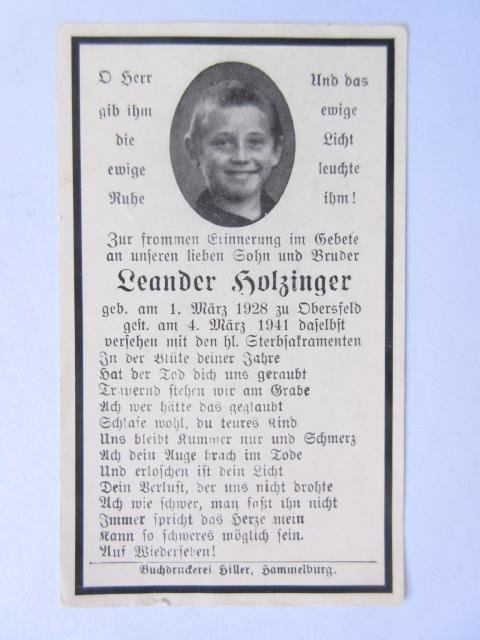 O Herr
gib ihm
die
ewige
Ruhe
Und das
ewige
Licht
leuchte
ihm!
Zur frommen Erinnerung im Gebete
an unseren lieben Sohn und Bruder
Leander Holzinger
geb. am 1. März 1928 zu Obersfeld
gest. am 4. März 1941 daselbst
versehen mit den hl. Sterbsakramenten
In der Blüte deiner Jahre
Hat der Tod dich uns geraubt
Trauernd stehen wir am Grabe
Ach wer hätte das geglaubt
Schlafe wohl, du teures Kind
Uns bleibt Kummer nur und Schmerz
Ach dein Auge brach im Tode
Und erloschen ist dein Licht
Dein Verlust, der uns nicht drohte
Ach wie schwer, man faßt ihn nicht
Immer spricht das Herze mein
Kann so schweres möglich sein.
Auf Wiedersehen!
Buchdruckerei Hiller, Hammelburg.